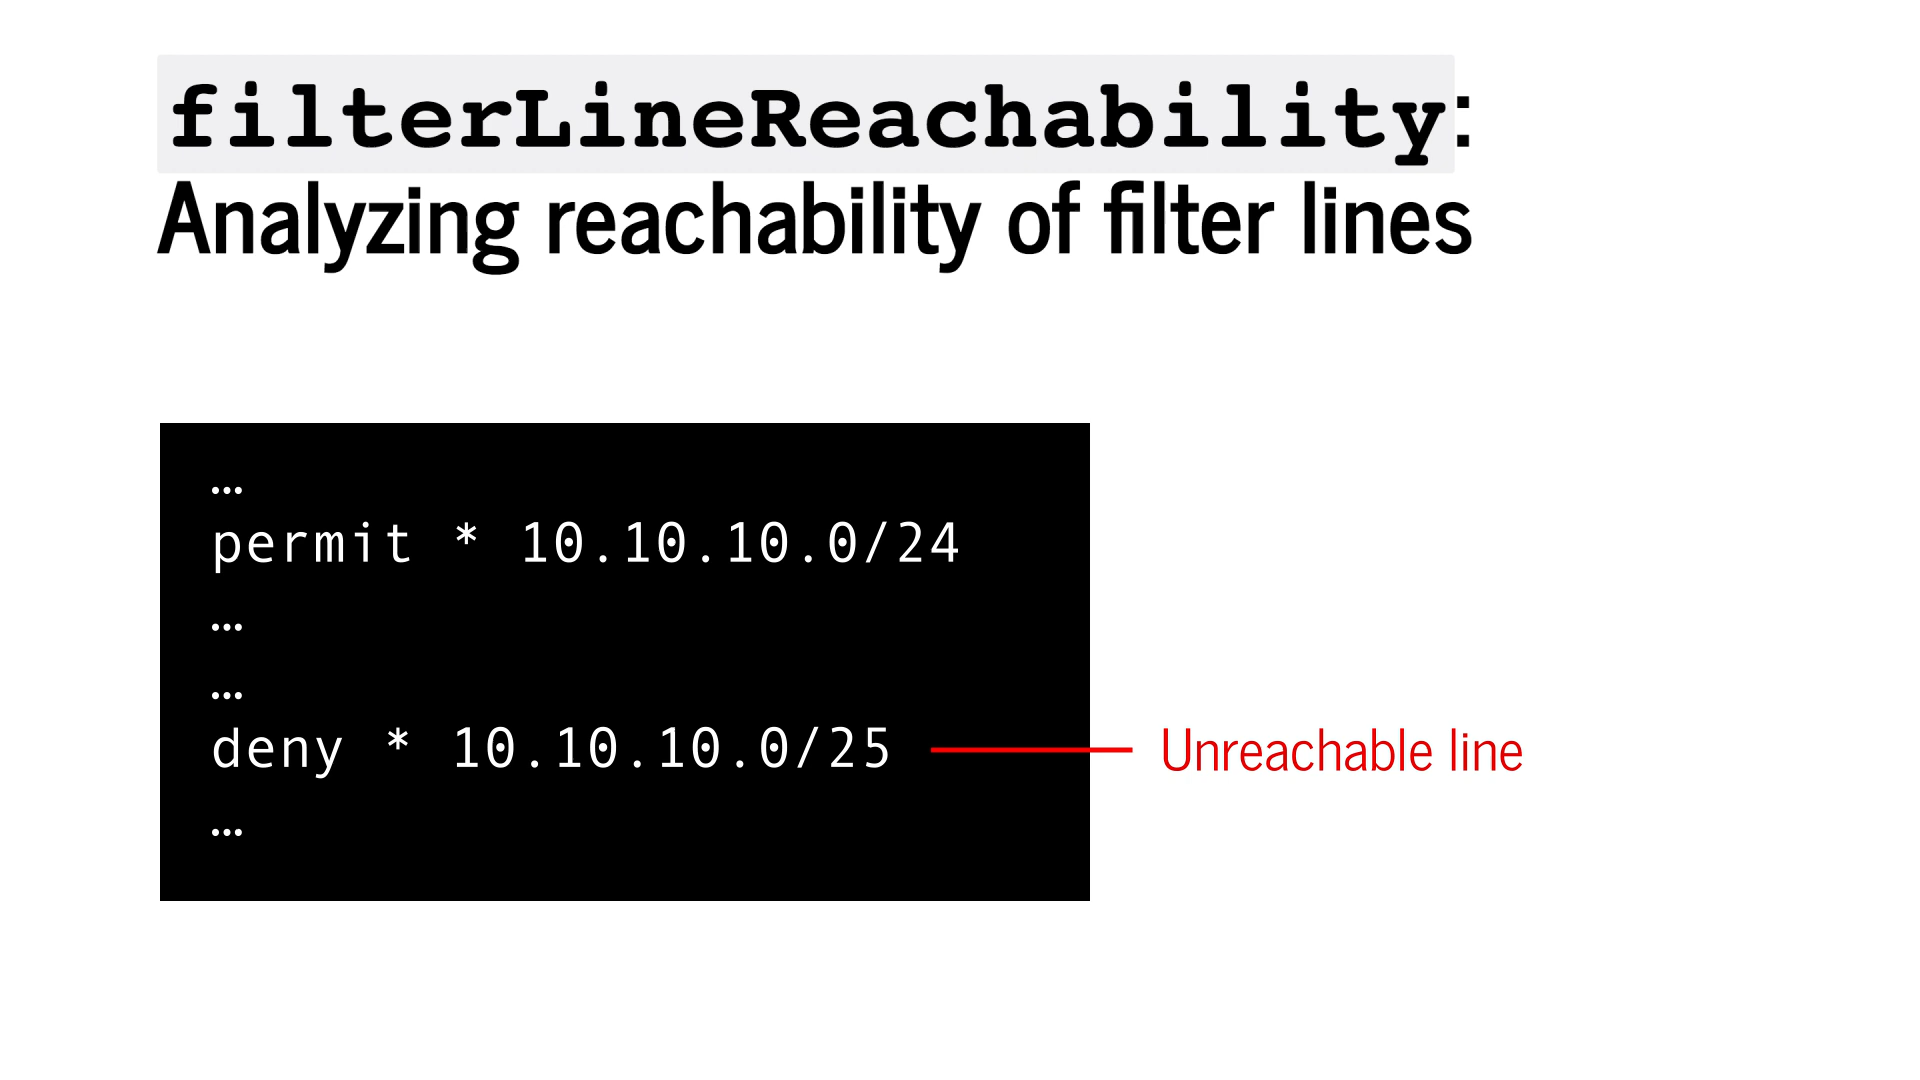 filterLineReachability:
Analyzing reachability of filter lines
…
permit * 10.10.10.0/24
…
…
deny * 10.10.10.0/25
Unreachable line
…